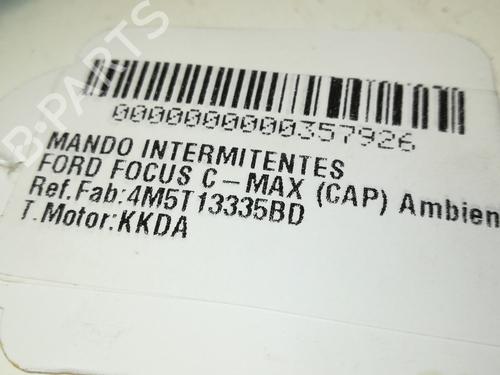 B-PARTS
0000000000357926
MANDO INTERMITENTES
FORD FOCUS C-MAX (CAP) Ambien
Ref.Fab:4M5T13335BD
T.Motor:KKDA